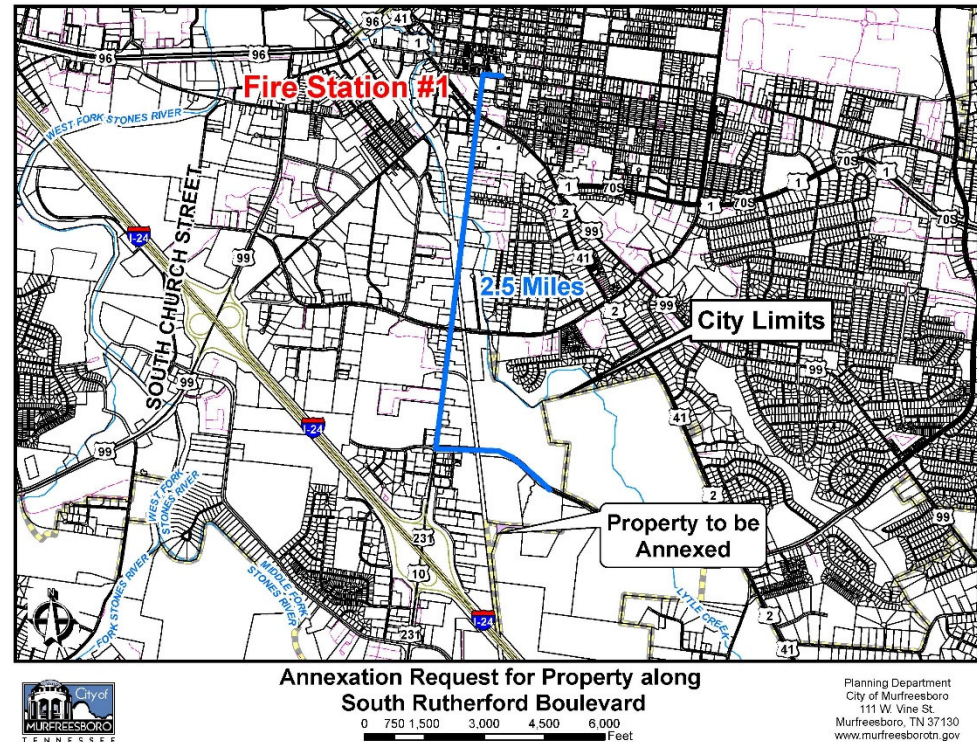 96
41
96
1
96
Fire Station #1
1
WEST FORK STONES RIVER
70S
1
1
70S
1
1
70S
1
70S
2
SOUTH CHURCH STREET
I-24
99
99
41
2.5 Miles
2
99
City Limits
99
99
99
I-24
41
2
WEST FORK
STONES RIVER
231
10
Property to be
Annexed
99
MIDDLE FORK
STONES RIVER
FORK STONES RIVER
LYTLE CREEK
N
231
I-24
2
41
City of
MURFREESBORO
TENNESSEE
Annexation Request for Property along
South Rutherford Boulevard
0 750 1,500 3,000 4,500 6,000
Feet
Planning Department
City of Murfreesboro
111 W. Vine St.
Murfreesboro, TN 37130
www.murfreesborotn.gov